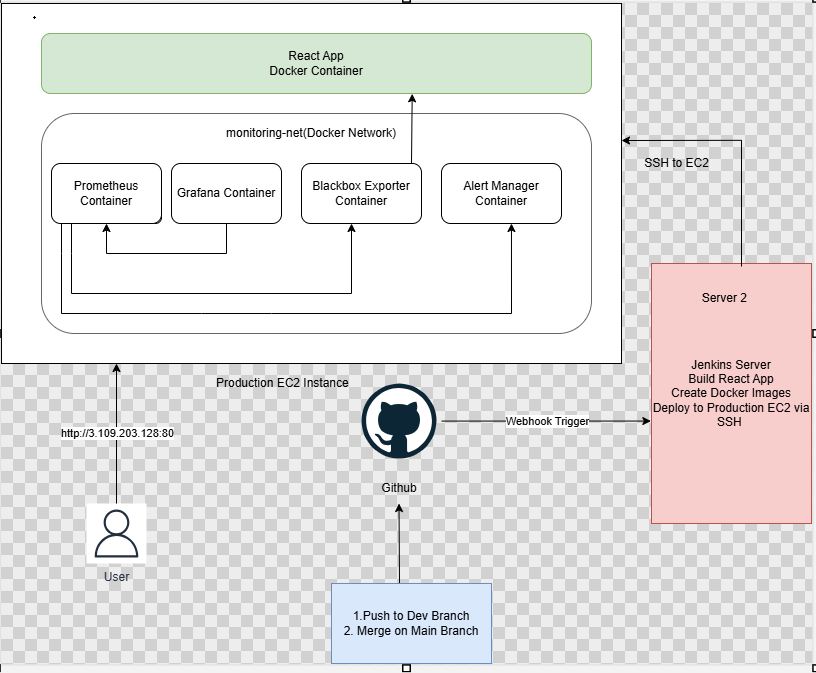 React App
Docker Container
monitoring-net(Docker Network)
Prometheus
Container
Grafana Container
Blackbox Exporter
Container
Alert Manager
Container
SSH to EC2
Server 2
Jenkins Server
Build React App
Create Docker Images
Deploy to Production EC2 via
SSH
Production EC2 Instance
Webhook Trigger
http://3.109.203.128:80
Github
User
1.Push to Dev Branch
2. Merge on Main Branch